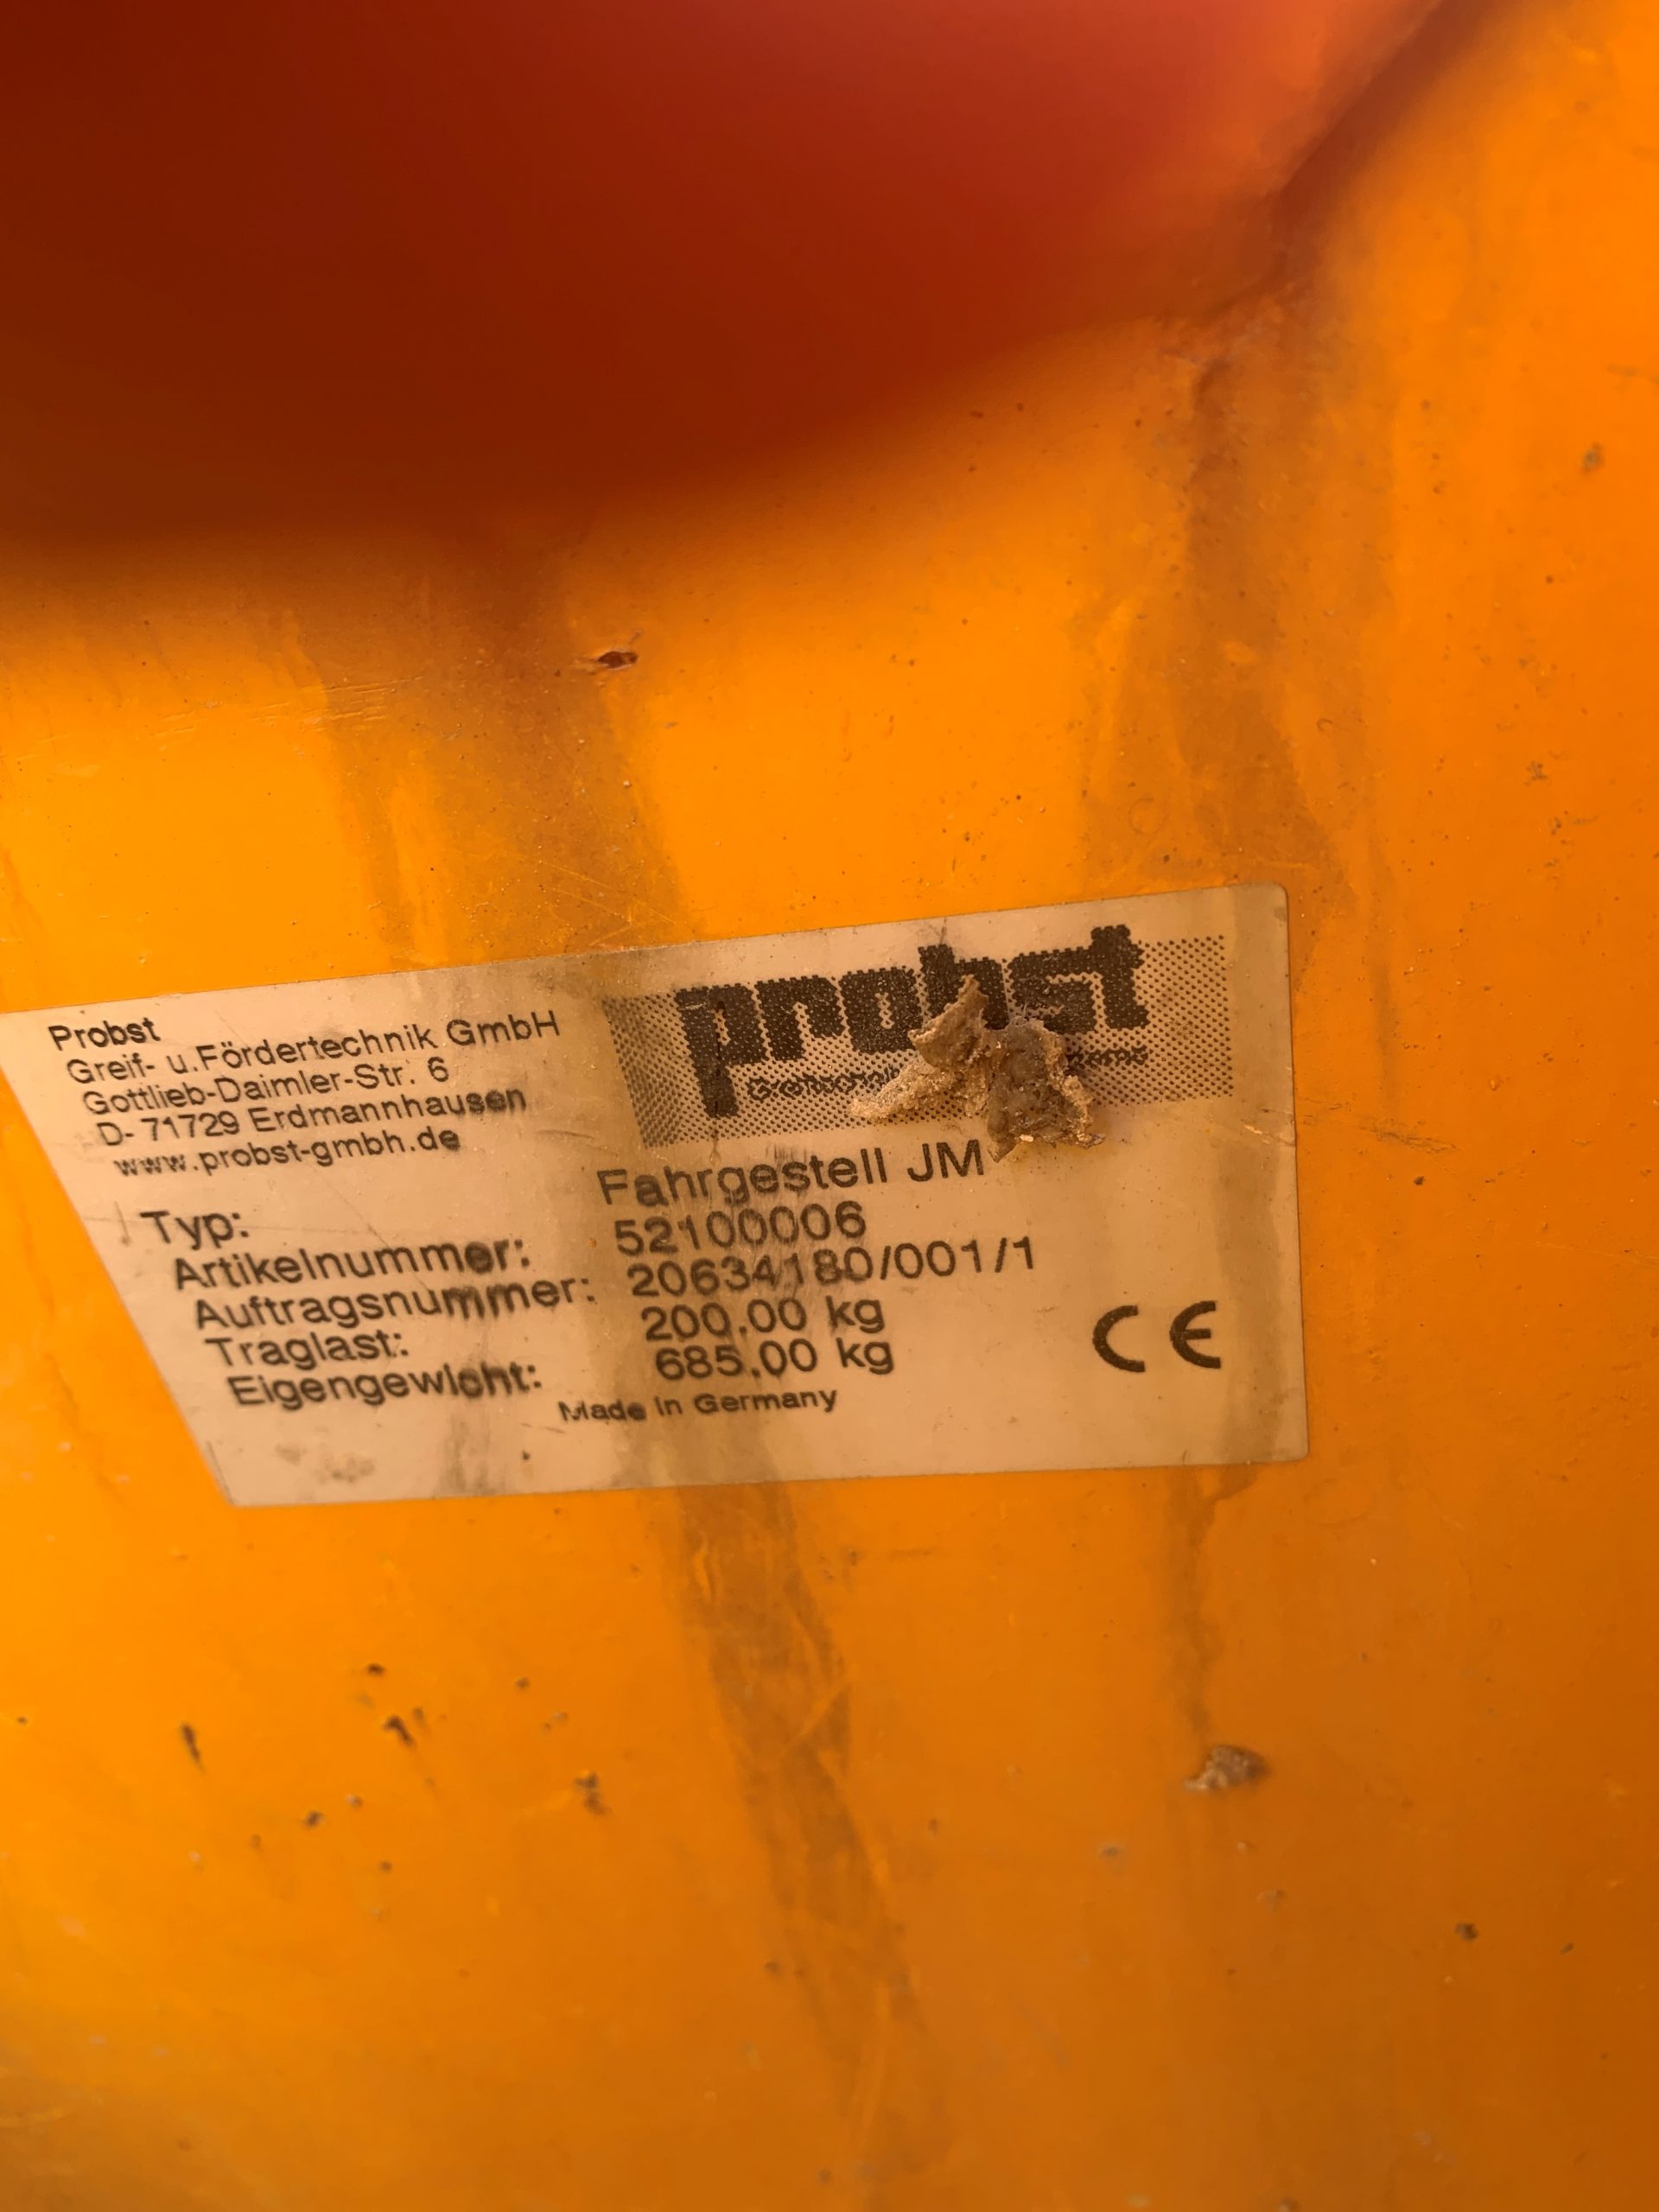 Probst
Greif- u.Fördertechnik GmbH
Gottlieb-Daimler-Str. 6
D-71729 Erdmannhausen
www.probst-gmbh.de
probst
Typ: Fahrgestell JM
Artikelnummer: 52100006
Auftragsnummer: 20634180/001/1
Traglast: 200.00 kg
Eigengewicht: 685.00 kg
Made in Germany
CE